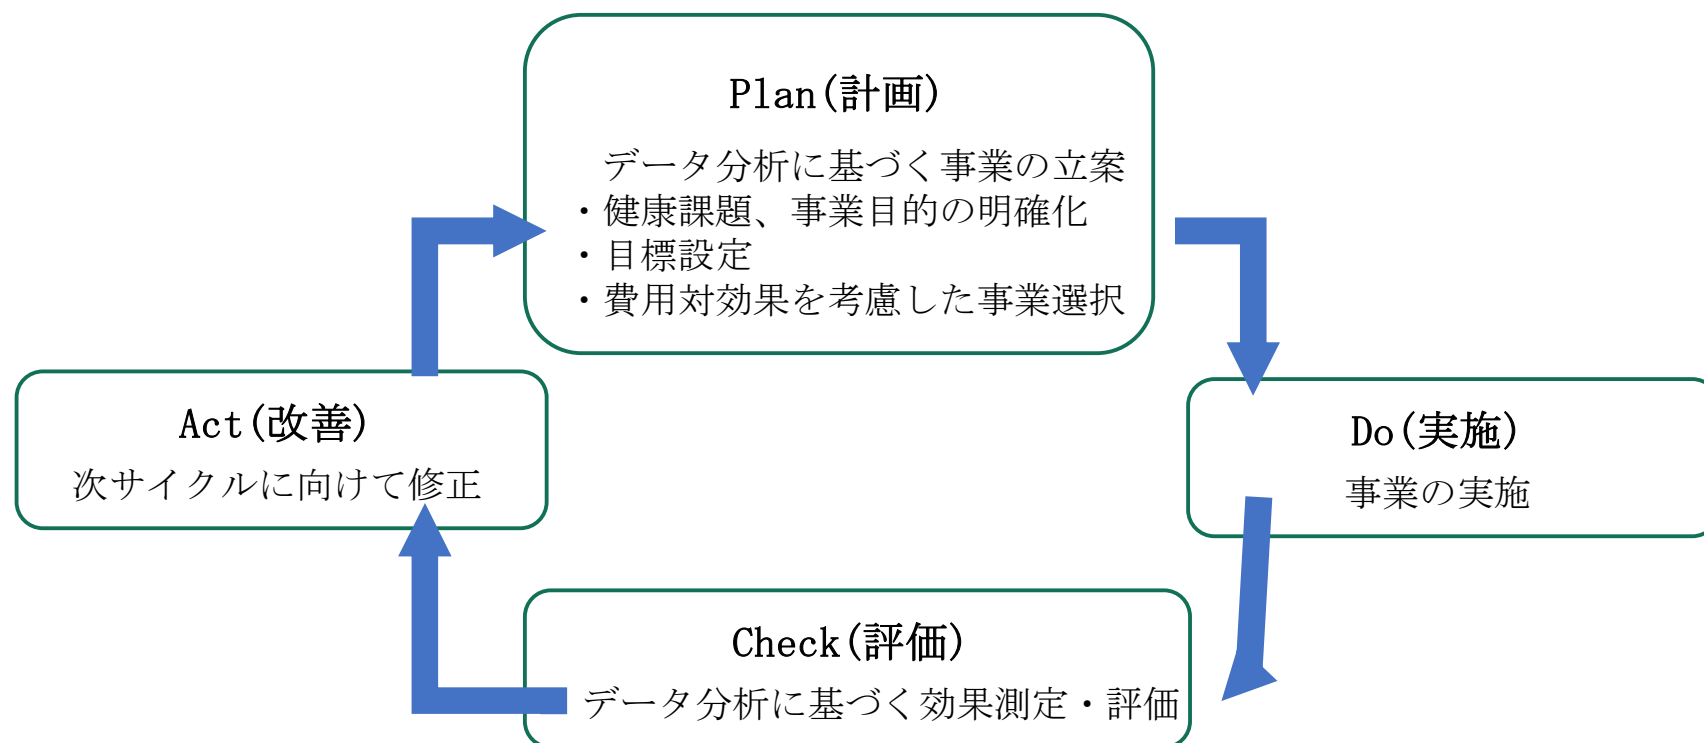 Plan(計画)
データ分析に基づく事業の立案
・健康課題、事業目的の明確化
・目標設定
・費用対効果を考慮した事業選択
Do(実施)
事業の実施
Check(評価)
データ分析に基づく効果測定・評価
Act(改善)
次サイクルに向けて修正